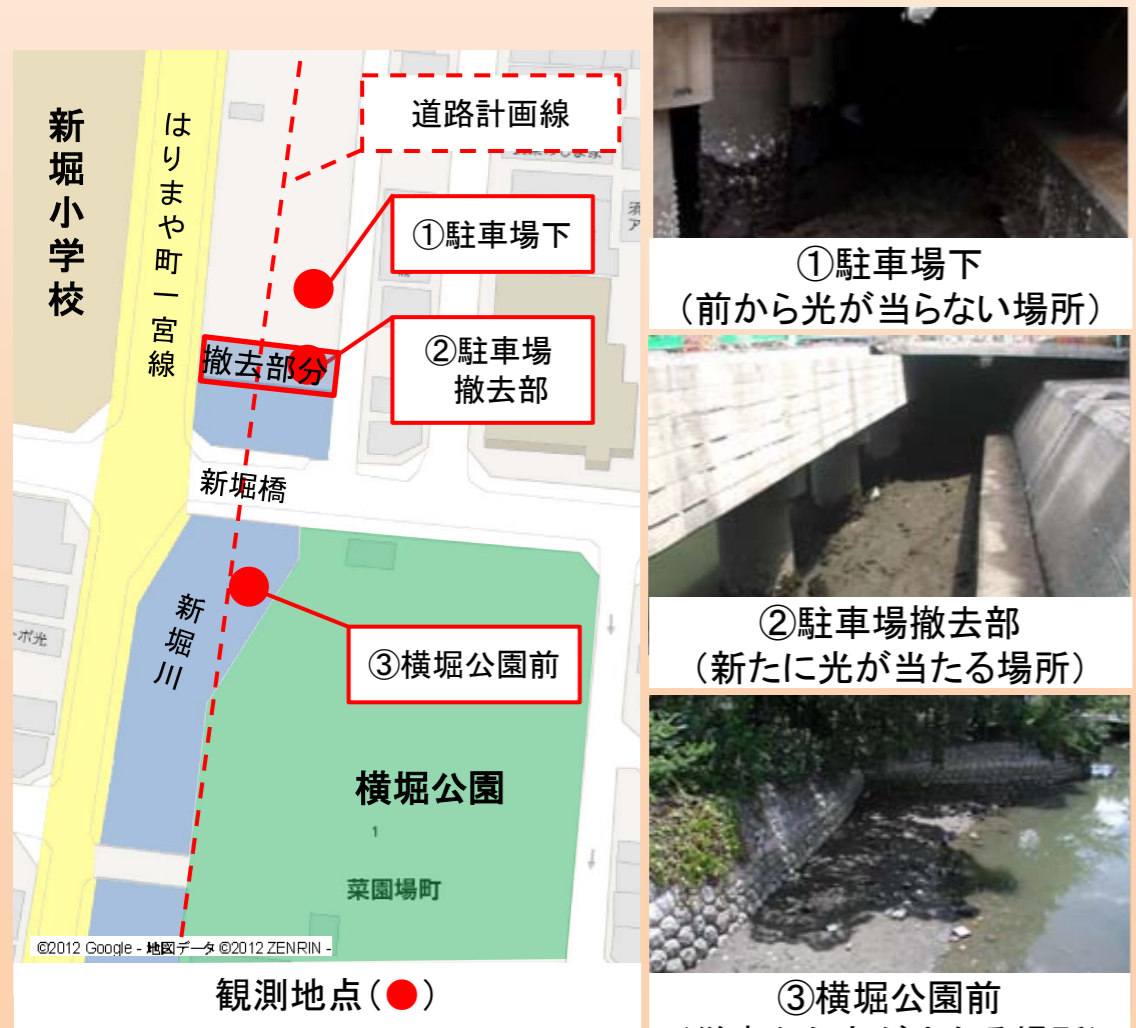 新堀小学校
はりまや町一宮線
道路計画線
①駐車場下
②駐車場
撤去部
撤去部分
新堀橋
新堀川
③横堀公園前
横堀公園
1
菜園場町
ーポ光
©2012 Google - 地図データ ©2012 ZENRIN -
観測地点(●)
①駐車場下
(前から光が当らない場所)
②駐車場撤去部
(新たに光が当たる場所)
③横堀公園前